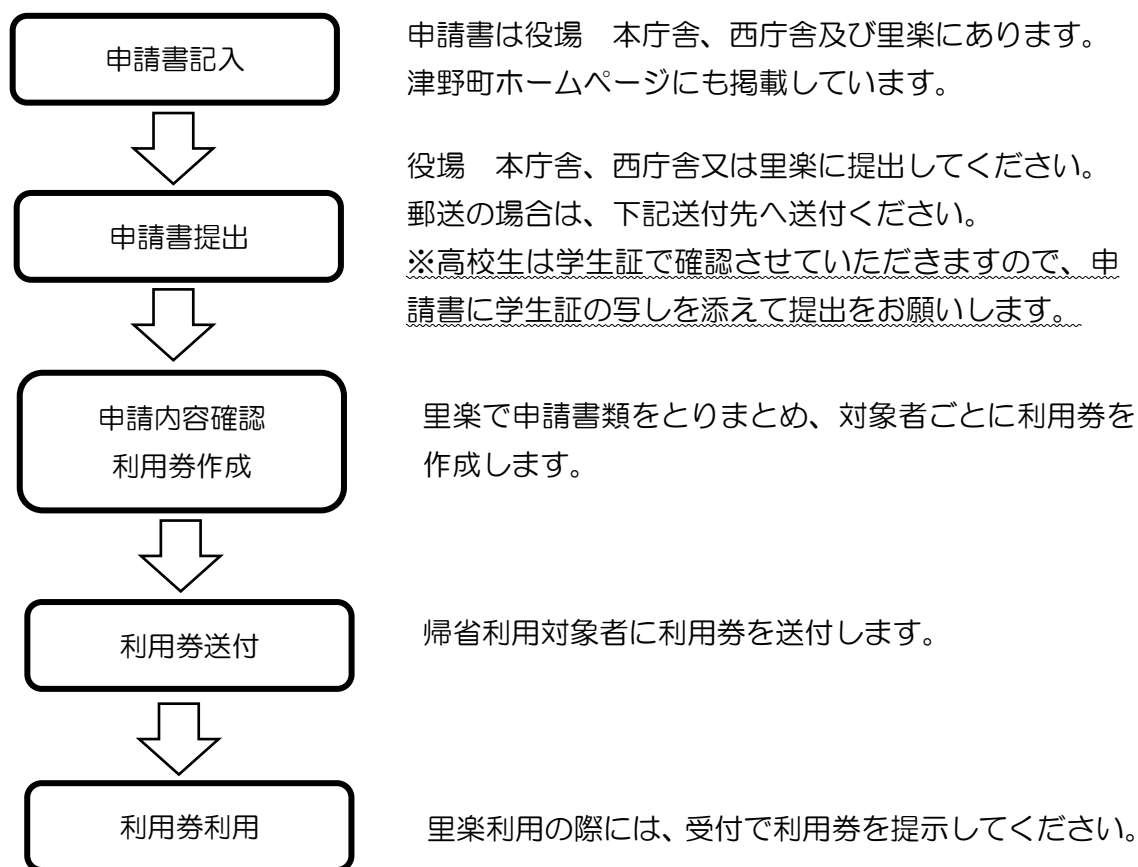 申請書記入
申請書は役場　本庁舎、西庁舎及び里楽にあります。
津野町ホームページにも掲載しています。
申請書提出
役場　本庁舎、西庁舎又は里楽に提出してください。
郵送の場合は、下記送付先へ送付ください。
※高校生は学生証で確認させていただきますので、申
請書に学生証の写しを添えて提出をお願いします。
申請内容確認
利用券作成
里楽で申請書類をとりまとめ、対象者ごとに利用券を
作成します。
利用券送付
帰省利用対象者に利用券を送付します。
利用券利用
里楽利用の際には、受付で利用券を提示してください。